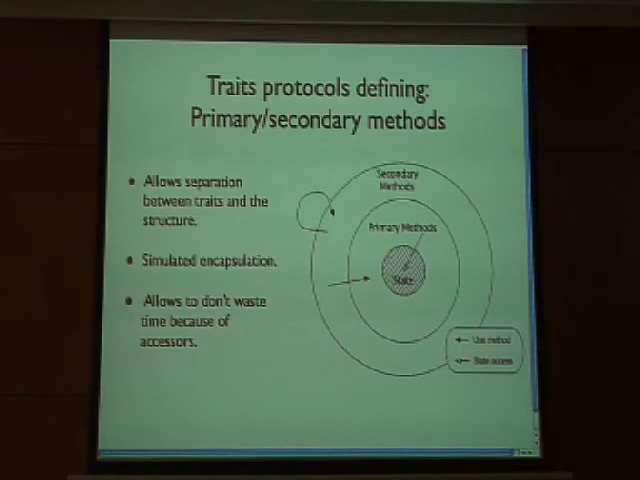 Traits protocols defining:
Primary/secondary methods
• Allows separation
between traits and the
structure.
• Simulated encapsulation.
• Allows to don't waste
time because of
accessors.
Secondary
Methods
Primary Methods
State
Use method
State access